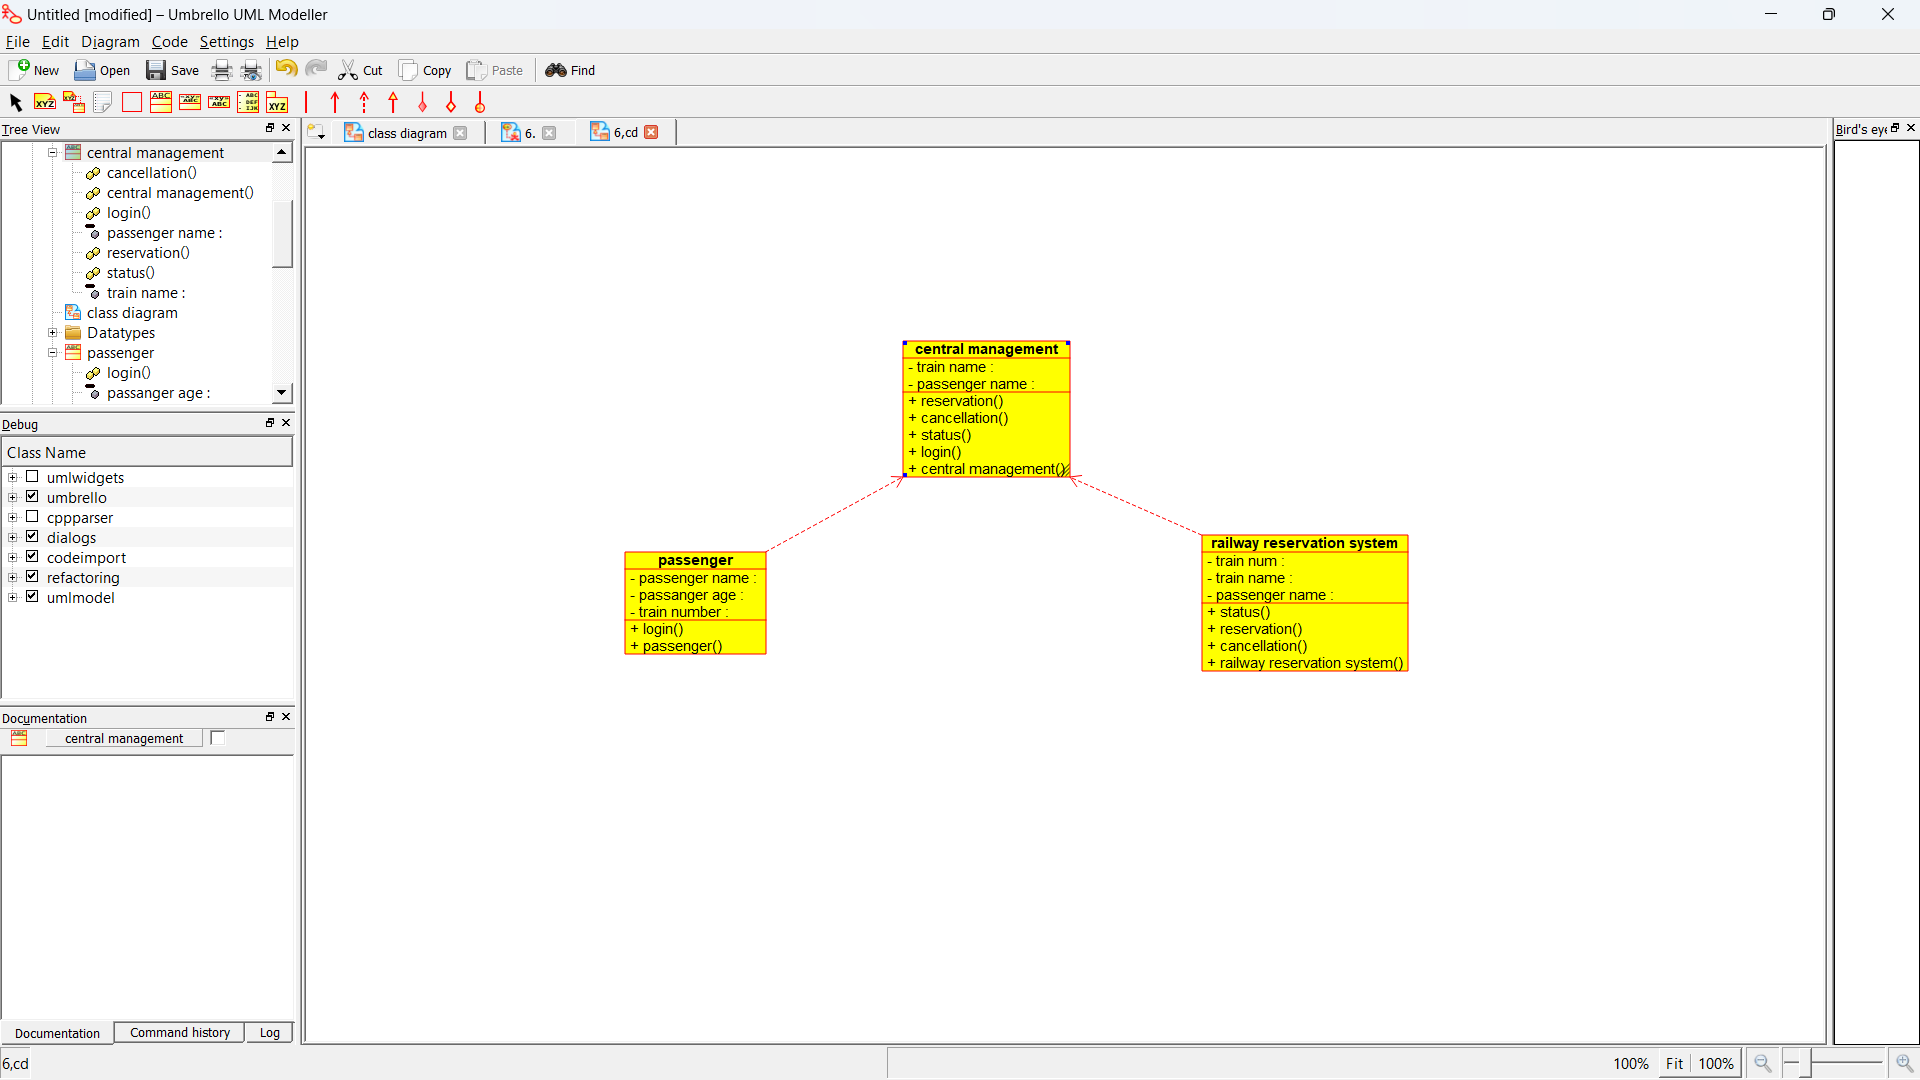 Untitled [modified] – Umbrello UML Modeller
File Edit Diagram Code Settings Help
New Open Save Cut Copy Paste Find
Tree View
central management
cancellation()
central management()
login()
passenger name :
reservation()
status()
train name :
class diagram
Datatypes
passenger
login()
passanger age :
Debug
Class Name
umlwidgets
umbrello
cppparser
dialogs
codeimport
refactoring
umlmodel
Documentation
central management
Documentation Command history Log
6,cd
class diagram 6. 6,cd
central management
- train name :
- passenger name :
+ reservation()
+ cancellation()
+ status()
+ login()
+ central management()
passenger
- passenger name :
- passanger age :
- train number :
+ login()
+ passenger()
railway reservation system
- train num :
- train name :
- passenger name :
+ status()
+ reservation()
+ cancellation()
+ railway reservation system()
Bird's eye
100% Fit 100%